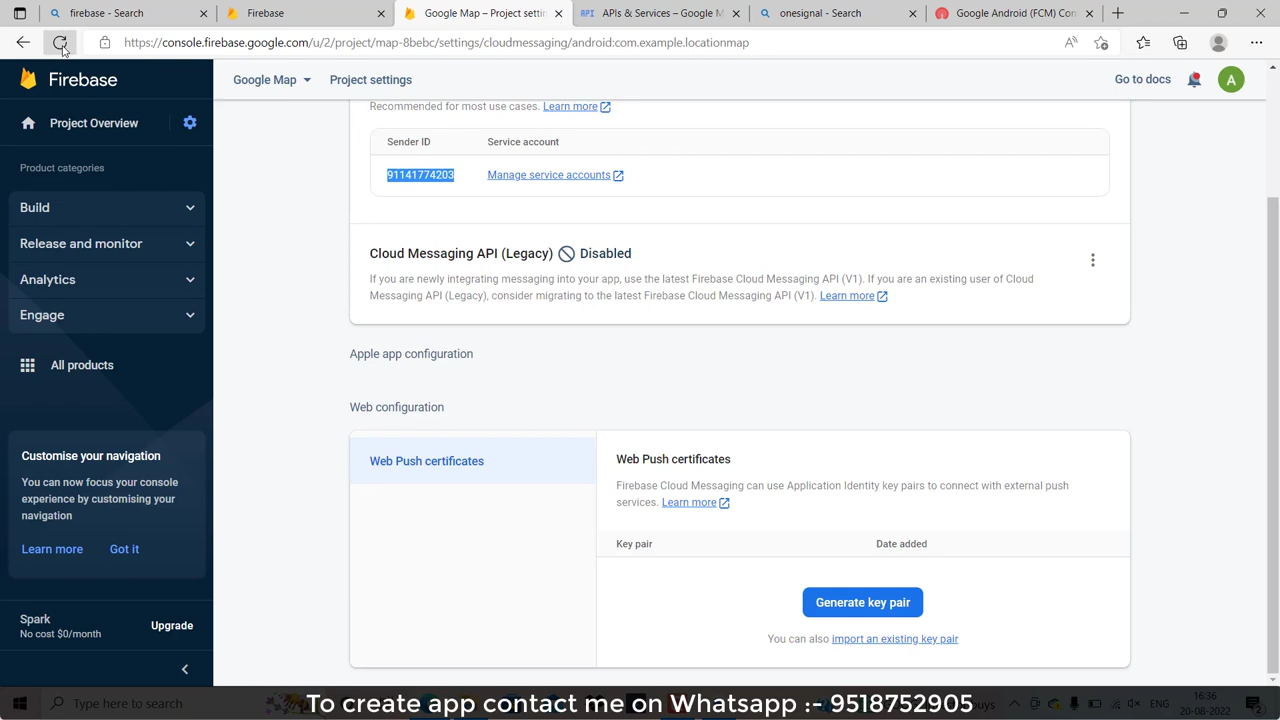 firebase - Search
Firebase
Google Map – Project settings
API APIs & Services – Google M
onesignal - Search
Google Android (FCM) Con
https://console.firebase.google.com/u/2/project/map-8ebebc/settings/cloudmessaging/android:com.example.locationmap
Firebase
Google Map
Project settings
Go to docs
A
Project Overview
Product categories
Build
Release and monitor
Analytics
Engage
All products
Customise your navigation
You can now focus your console
experience by customising your
navigation
Learn more Got it
Spark
No cost $0/month
Upgrade
Recommended for most use cases. Learn more
Sender ID Service account
91141774203 Manage service accounts
Cloud Messaging API (Legacy) Disabled
If you are newly integrating messaging into your app, use the latest Firebase Cloud Messaging API (V1). If you are an existing user of Cloud
Messaging API (Legacy), consider migrating to the latest Firebase Cloud Messaging API (V1). Learn more
Apple app configuration
Web configuration
Web Push certificates
Web Push certificates
Firebase Cloud Messaging can use Application Identity key pairs to connect with external push
services. Learn more
Key pair Date added
Generate key pair
You can also import an existing key pair
Type here to search
To create app contact me on Whatsapp :- 9518752905
ENG
16:36
20-08-2022